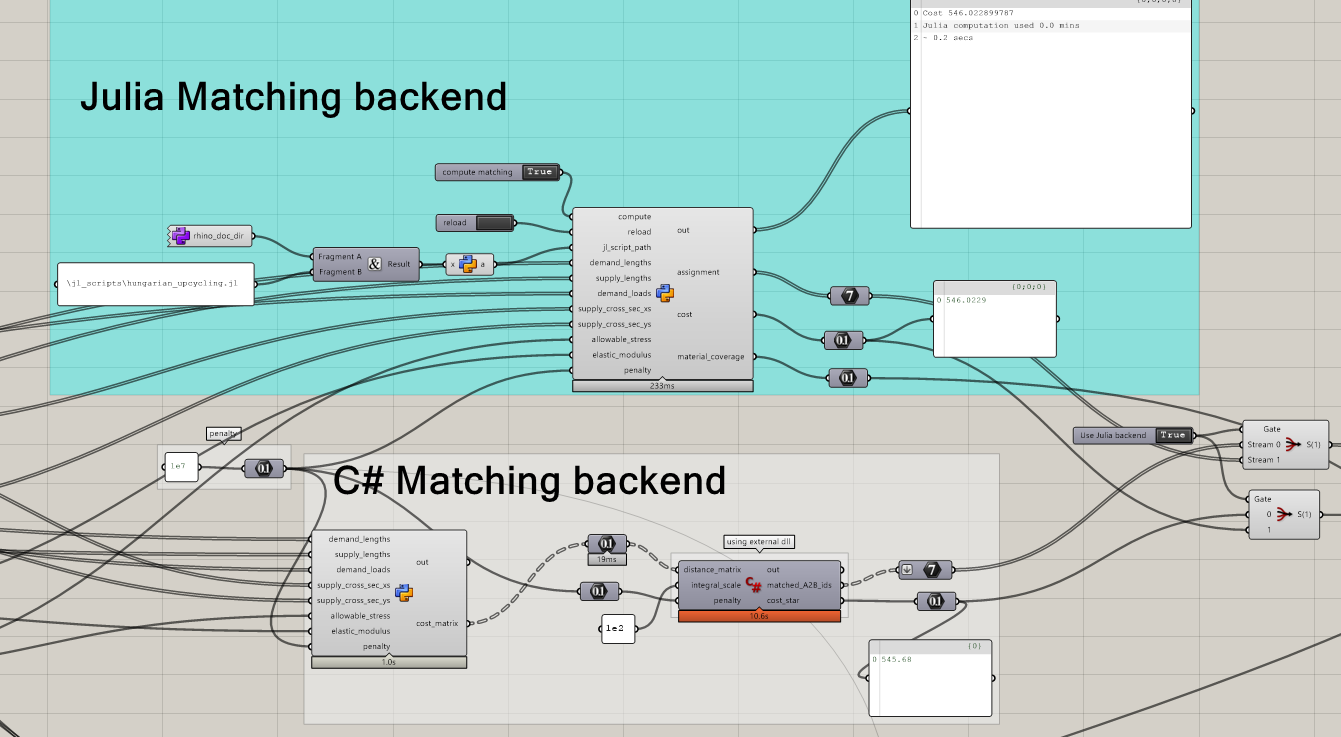 {0;0;0;0}
0 Cost 546.022899787
1 Julia computation used 0.0 mins
2 - 0.2 secs
Julia Matching backend
compute matching True
reload
rhino_doc_dir
\jl_scripts\hungarian_upcycling.jl
Fragment A
Fragment B
& Result
x a
compute
reload
jl_script_path
demand_lengths
supply_lengths
demand_loads
supply_cross_sec_xs
supply_cross_sec_ys
allowable_stress
elastic_modulus
penalty
out
assignment
cost
material_coverage
233ms
7
0.1
0.1
{0;0;0}
0 546.0229
Use Julia backend True
Gate
Stream 0
Stream 1
S(1)
Gate
0
1
S(1)
penalty
1e7
0.1
C# Matching backend
demand_lengths
supply_lengths
demand_loads
supply_cross_sec_xs
supply_cross_sec_ys
allowable_stress
elastic_modulus
penalty
out
cost_matrix
1.0s
0.1
19ms
0.1
1e2
using external dll
distance_matrix
integral_scale
penalty
C#
out
matched_A2B_ids
cost_star
10.6s
7
0.1
{0}
0 545.68